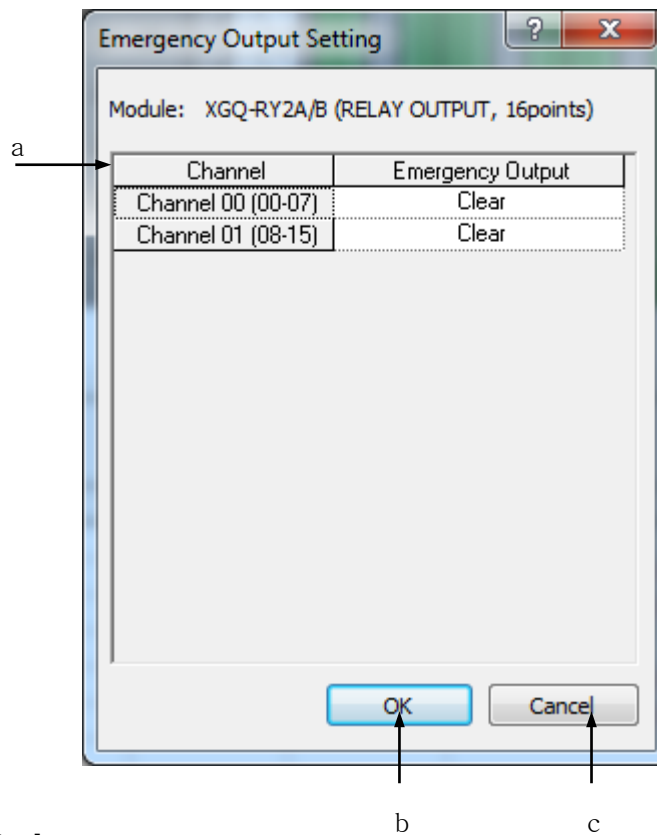 Emergency Output Setting
?
Module: XGQ-RY2A/B (RELAY OUTPUT, 16points)
a
Channel Emergency Output
Channel 00 (00-07) Clear
Channel 01 (08-15) Clear
OK Cancel
b c